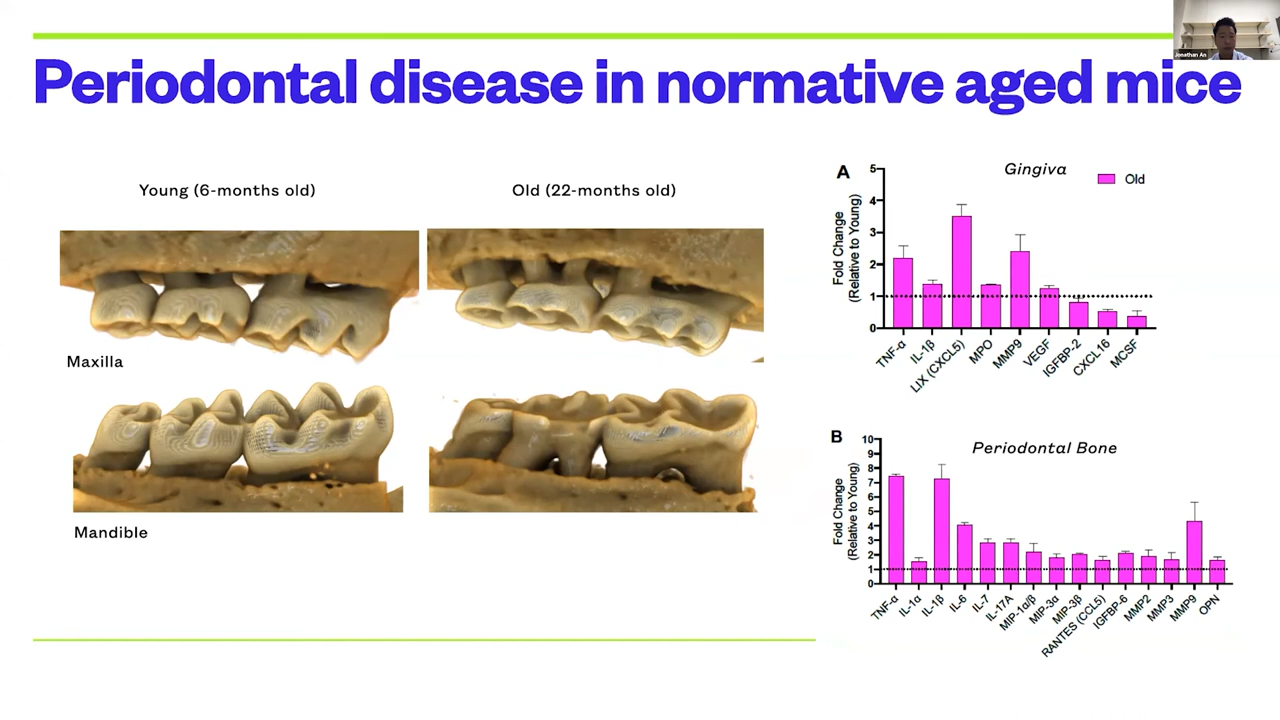 Jonathan An
Periodontal disease in normative aged mice
Young (6-months old)
Old (22-months old)
Maxilla
Mandible
A
Gingiva
Old
Fold Change
(Relative to Young)
5
4
3
2
1
0
TNF-α
IL-1β
LIX (CXCL5)
MPO
MMP9
VEGF
IGFBP-2
CXCL16
MCSF
B
Periodontal Bone
Fold Change
(Relative to Young)
10
9
8
7
6
5
4
3
2
1
0
TNF-α
IL-1α
IL-1β
IL-6
IL-7
IL-17A
MIP-1α/β
MIP-3α
MIP-3β
RANTES (CCL5)
IGFBP-6
MMP2
MMP3
MMP9
OPN